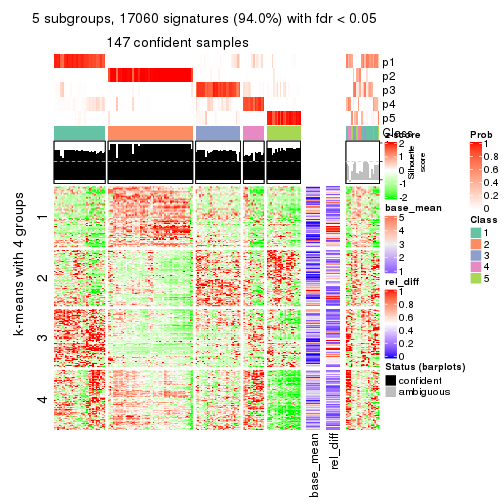 5 subgroups, 17060 signatures (94.0%) with fdr < 0.05
147 confident samples
p1
p2
p3
p4
p5
Class
z-score
2
1
0
-1
-2
Silhouette
score
Prob
1
0.8
0.6
0.4
0.2
0
base_mean
5
4
3
2
1
Class
1
2
3
4
5
rel_diff
1
0.8
0.6
0.4
0.2
0
Status (barplots)
confident
ambiguous
k-means with 4 groups
1
2
3
4
base_mean
rel_diff